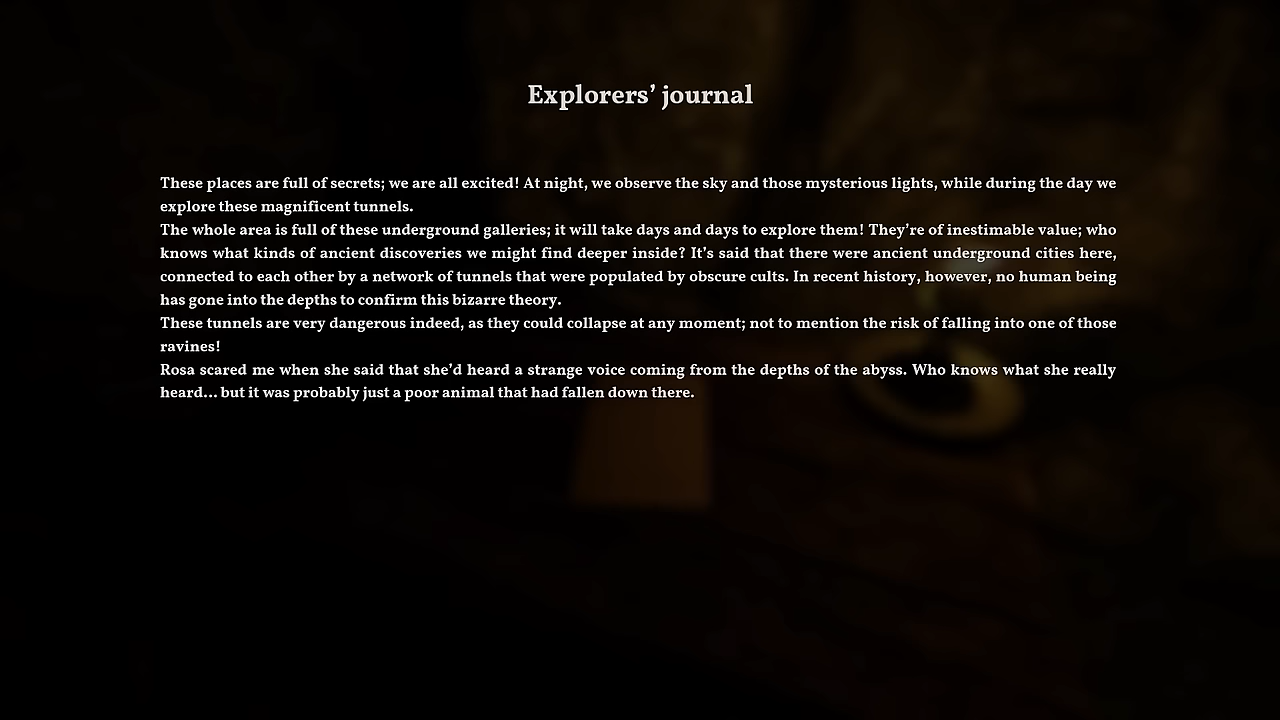 Explorers’ journal
These places are full of secrets; we are all excited! At night, we observe the sky and those mysterious lights, while during the day we
explore these magnificent tunnels.
The whole area is full of these underground galleries; it will take days and days to explore them! They’re of inestimable value; who
knows what kinds of ancient discoveries we might find deeper inside? It’s said that there were ancient underground cities here,
connected to each other by a network of tunnels that were populated by obscure cults. In recent history, however, no human being
has gone into the depths to confirm this bizarre theory.
These tunnels are very dangerous indeed, as they could collapse at any moment; not to mention the risk of falling into one of those
ravines!
Rosa scared me when she said that she’d heard a strange voice coming from the depths of the abyss. Who knows what she really
heard... but it was probably just a poor animal that had fallen down there.